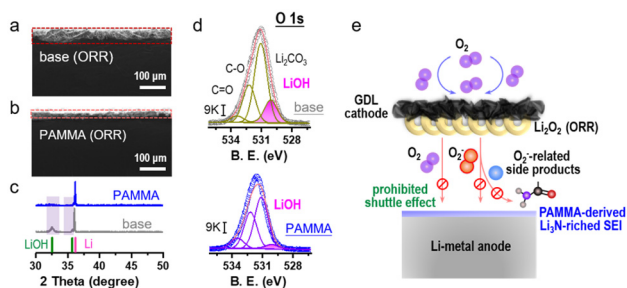 a
base (ORR)
100 μm
b
PAMMA (ORR)
100 μm
c
PAMMA
base
LiOH
Li
30 35 40 45 50
2 Theta (degree)
d
O 1s
Li₂CO₃
C-O
LiOH
C=O
9K
base
534 531 528
B. E. (eV)
LiOH
9K
PAMMA
534 531 528
B. E. (eV)
e
O₂
GDL
cathode
Li₂O₂ (ORR)
O₂
O₂⁻
O₂⁻-related
side products
prohibited
shuttle effect
PAMMA-derived
Li₃N-riched SEI
Li-metal anode